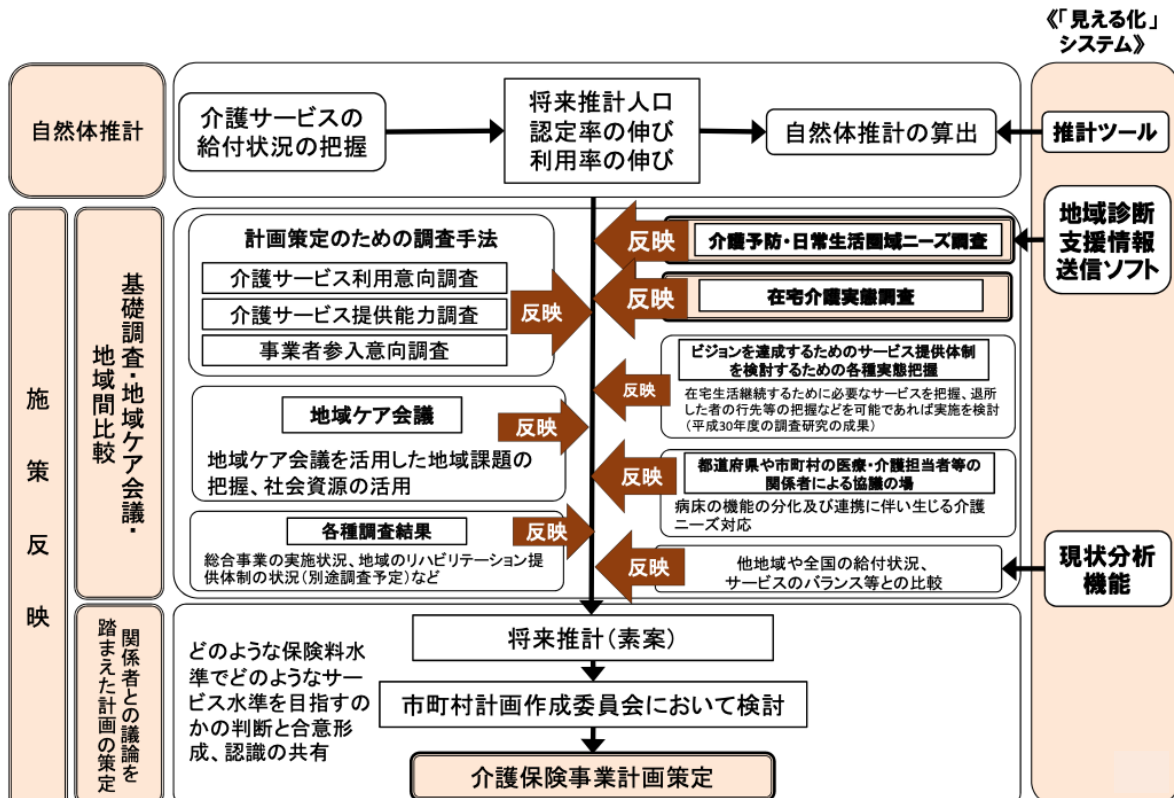 《「見える化」
システム》
自然体推計
介護サービスの
給付状況の把握
将来推計人口
認定率の伸び
利用率の伸び
自然体推計の算出
推計ツール
施策反映
基礎調査・地域ケア会議・
地域間比較
計画策定のための調査手法
介護サービス利用意向調査
介護サービス提供能力調査
事業者参入意向調査
反映
反映
介護予防・日常生活圏域ニーズ調査
地域診断
支援情報
送信ソフト
反映
在宅介護実態調査
反映
ビジョンを達成するためのサービス提供体制
を検討するための各種実態把握
在宅生活継続するために必要なサービスを把握、退所
した者の行先等の把握などを可能であれば実施を検討
(平成30年度の調査研究の成果)
地域ケア会議
地域ケア会議を活用した地域課題の
把握、社会資源の活用
反映
反映
都道府県や市町村の医療・介護担当者等の
関係者による協議の場
病床の機能の分化及び連携に伴い生じる介護
ニーズ対応
各種調査結果
総合事業の実施状況、地域のリハビリテーション提
供体制の状況(別途調査予定)など
反映
反映
他地域や全国の給付状況、
サービスのバランス等との比較
現状分析
機能
関係者との議論を
踏まえた計画の策定
どのような保険料水
準でどのようなサー
ビス水準を目指すの
かの判断と合意形
成、認識の共有
将来推計(素案)
市町村計画作成委員会において検討
介護保険事業計画策定